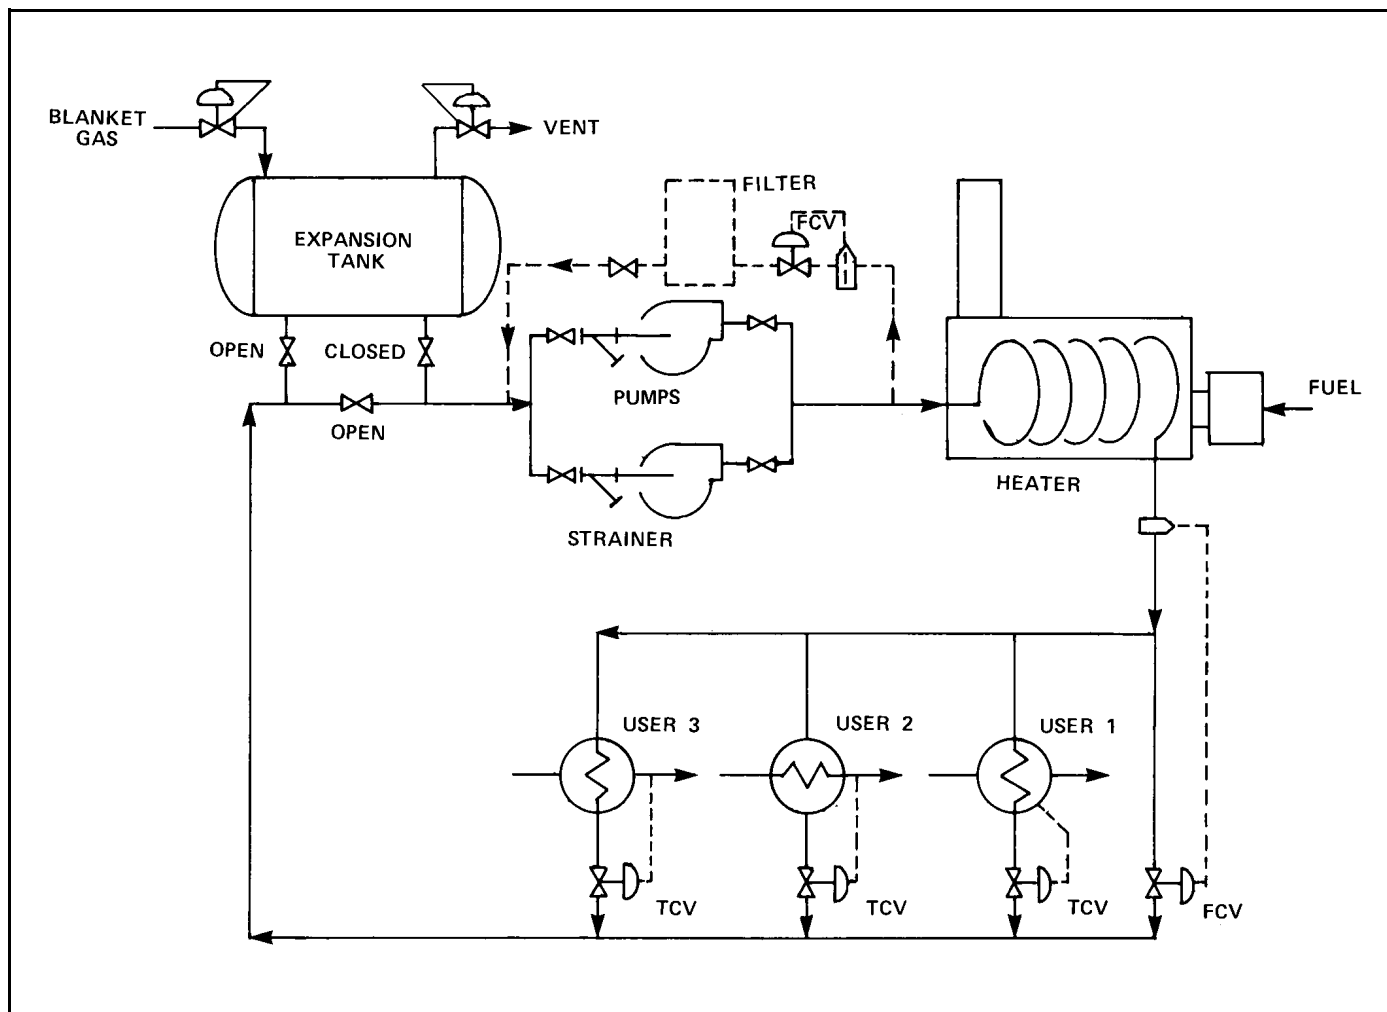 BLANKET
GAS
VENT
EXPANSION
TANK
FILTER
FCV
OPEN
CLOSED
OPEN
PUMPS
STRAINER
HEATER
FUEL
USER 3
USER 2
USER 1
TCV
TCV
TCV
FCV